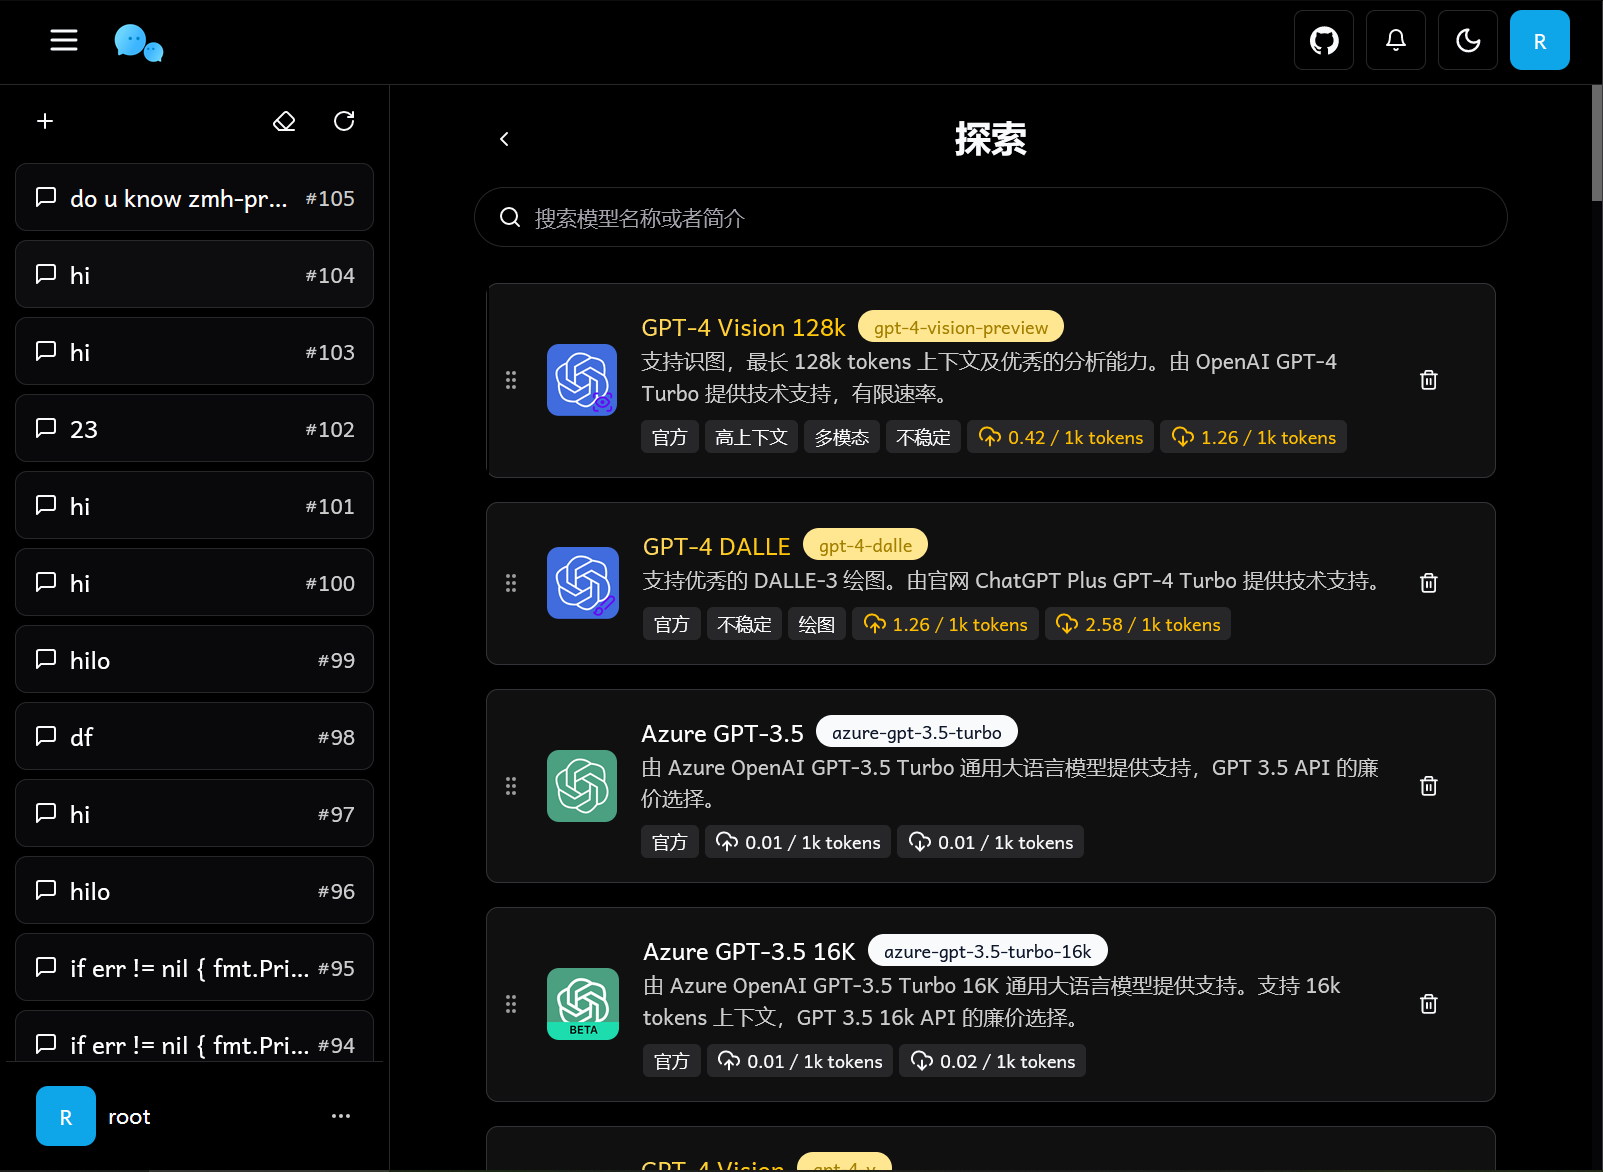 R
do u know zmh-pr... #105
hi #104
hi #103
23 #102
hi #101
hi #100
hilo #99
df #98
hi #97
hilo #96
if err != nil { fmt.Pri... #95
if err != nil { fmt.Pri... #94
R root
探索
搜索模型名称或者简介
GPT-4 Vision 128k gpt-4-vision-preview
支持识图，最长 128k tokens 上下文及优秀的分析能力。由 OpenAI GPT-4
Turbo 提供技术支持，有限速率。
官方 高上下文 多模态 不稳定 0.42 / 1k tokens 1.26 / 1k tokens
GPT-4 DALLE gpt-4-dalle
支持优秀的 DALLE-3 绘图。由官网 ChatGPT Plus GPT-4 Turbo 提供技术支持。
官方 不稳定 绘图 1.26 / 1k tokens 2.58 / 1k tokens
Azure GPT-3.5 azure-gpt-3.5-turbo
由 Azure OpenAI GPT-3.5 Turbo 通用大语言模型提供支持，GPT 3.5 API 的廉
价选择。
官方 0.01 / 1k tokens 0.01 / 1k tokens
Azure GPT-3.5 16K azure-gpt-3.5-turbo-16k
由 Azure OpenAI GPT-3.5 Turbo 16K 通用大语言模型提供支持。支持 16k
tokens 上下文，GPT 3.5 16k API 的廉价选择。
BETA
官方 0.01 / 1k tokens 0.02 / 1k tokens
GPT-4 Vision gpt-4-v